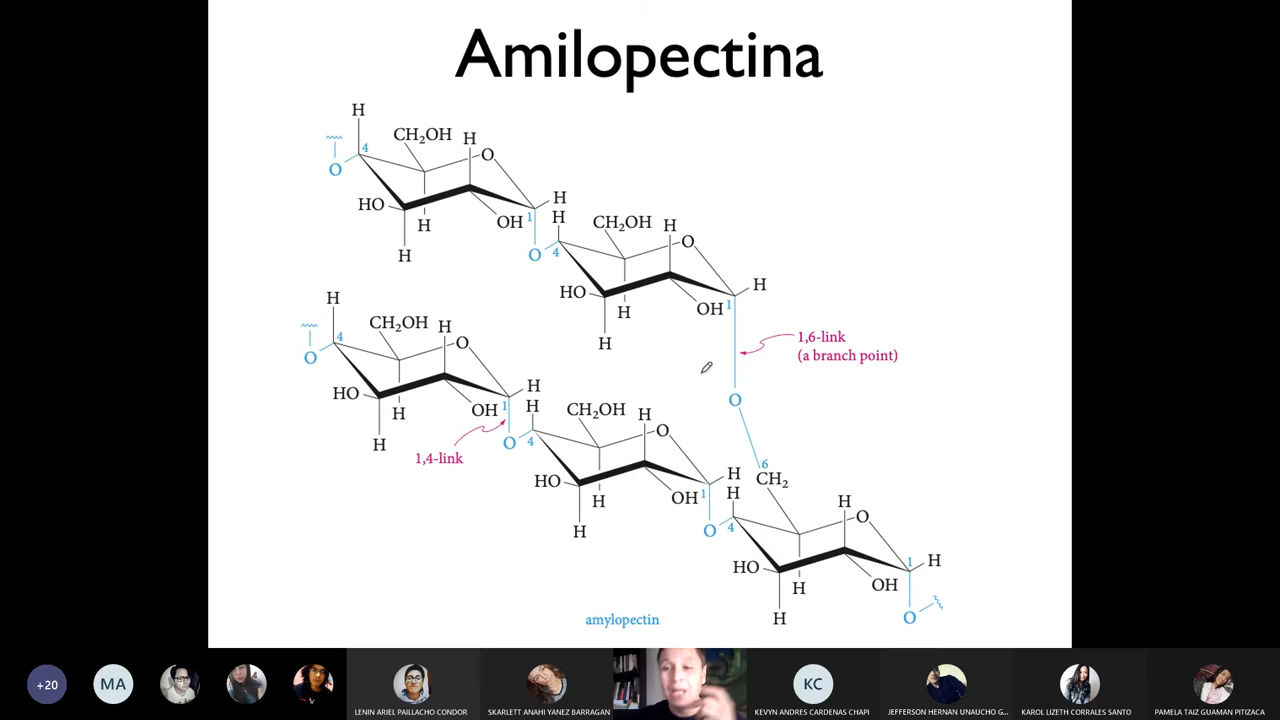 Amilopectina
H
CH₂OH
H
O
4
O
HO
H
OH
1
H
H
H
O
4
CH₂OH
H
O
HO
H
OH
1
H
H
1,6-link
(a branch point)
O
6
CH₂
H
CH₂OH
H
O
4
O
HO
H
OH
1
H
H
H
1,4-link
O
4
CH₂OH
H
O
HO
H
OH
1
H
H
H
O
4
H
O
HO
H
OH
1
H
H
O
amylopectin
+20
MA
LENIN ARIEL PAILLACHO CONDOR
SKARLETT ANAHI YANEZ BARRAGAN
KC
KEVYN ANDRES CARDENAS CHAPI
JEFFERSON HERNAN UNAUCHO G...
KAROL LIZETH CORRALES SANTO
PAMELA TAIZ GUAMAN PITIZACA